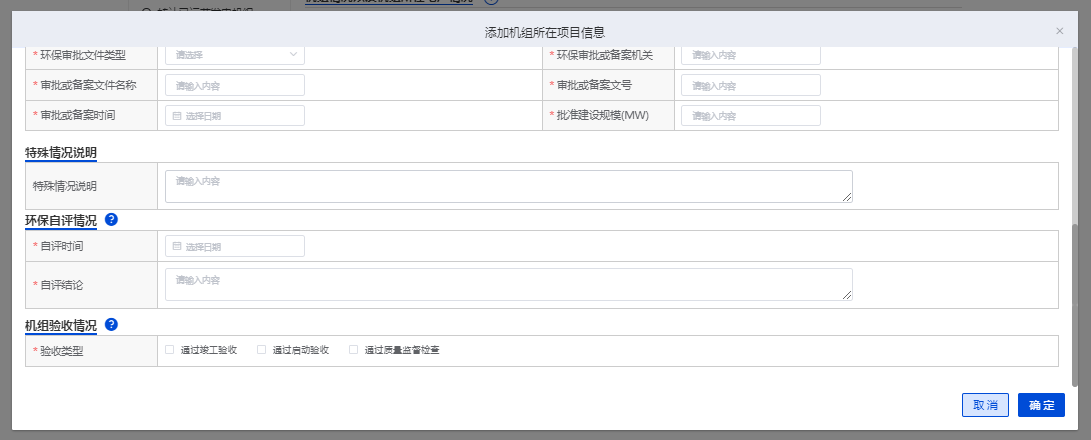 添加机组所在项目信息
* 环保审批文件类型 请选择 * 环保审批或备案机关 请输入内容
* 审批或备案文件名称 请输入内容 * 审批或备案文号 请输入内容
* 审批或备案时间 选择日期 * 批准建设规模(MW) 请输入内容
特殊情况说明
特殊情况说明 请输入内容
环保自评情况 ?
* 自评时间 选择日期
* 自评结论 请输入内容
机组验收情况 ?
* 验收类型 通过竣工验收 通过启动验收 通过质量监督检查
取消 确定